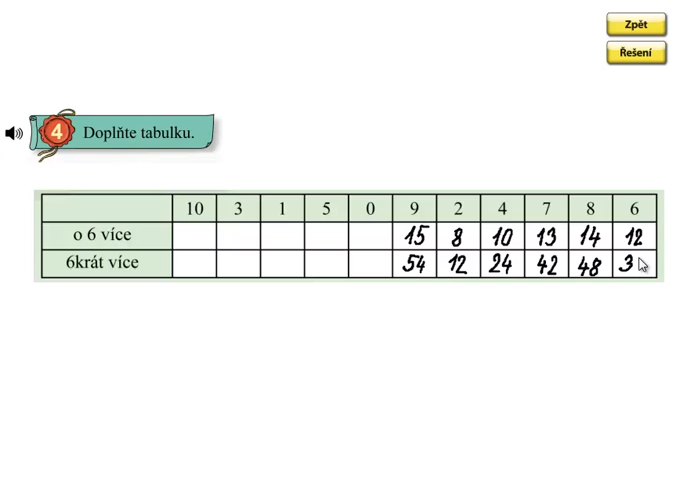 Zpět
Řešení
4 Doplňte tabulku.
10 3 1 5 0 9 2 4 7 8 6
o 6 více 15 8 10 13 14 12
6krát více 54 12 24 42 48 3